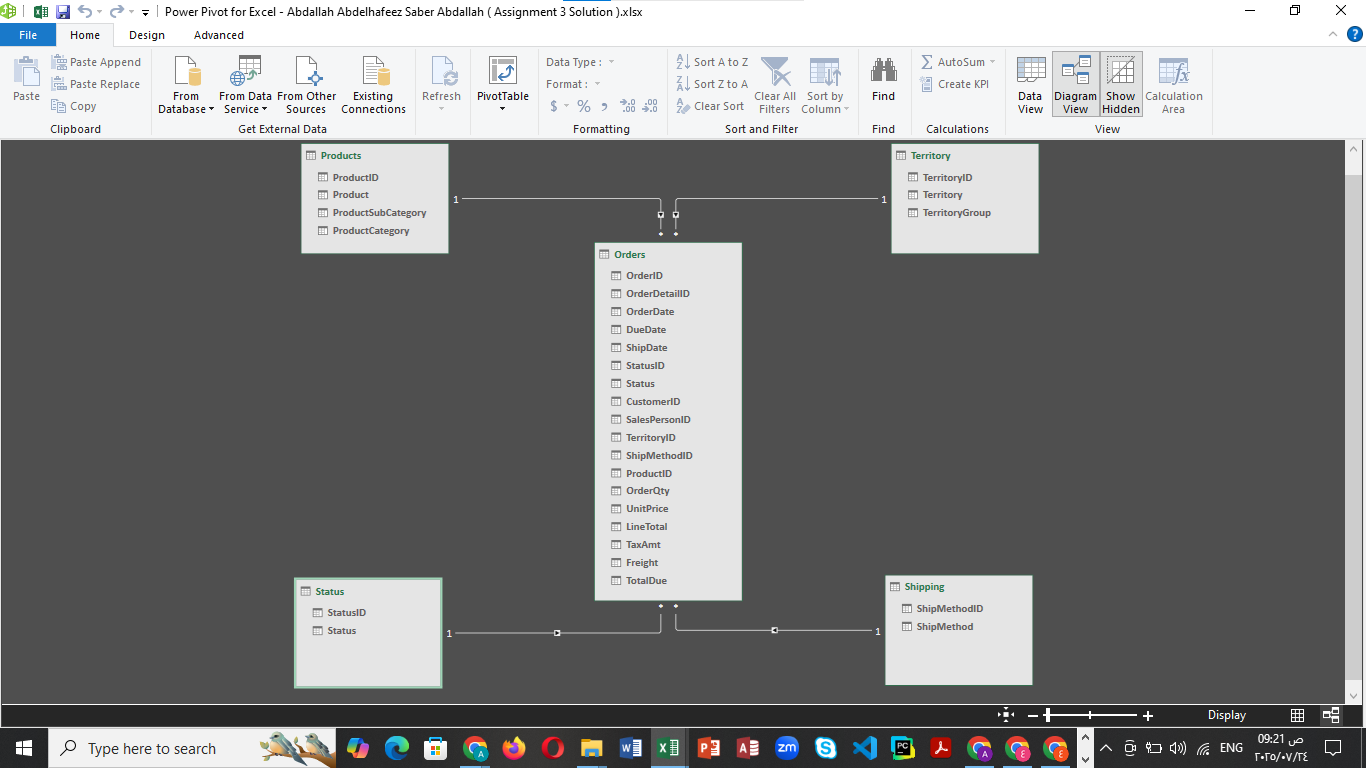 Power Pivot for Excel - Abdallah Abdelhafeez Saber Abdallah ( Assignment 3 Solution ).xlsx
File Home Design Advanced
Paste
Paste Append
Paste Replace
Copy
Clipboard
From Database
From Data Service
From Other Sources
Existing Connections
Get External Data
Refresh
PivotTable
Data Type :
Format :
$ % ,
Formatting
Sort A to Z
Sort Z to A
Clear Sort
Clear All Filters
Sort by Column
Sort and Filter
Find
Find
AutoSum
Create KPI
Calculations
Data View
Diagram View
Show Hidden
Calculation Area
View
Products
ProductID
Product
ProductSubCategory
ProductCategory
1
Territory
TerritoryID
Territory
TerritoryGroup
1
Orders
OrderID
OrderDetailID
OrderDate
DueDate
ShipDate
StatusID
Status
CustomerID
SalesPersonID
TerritoryID
ShipMethodID
ProductID
OrderQty
UnitPrice
LineTotal
TaxAmt
Freight
TotalDue
Status
StatusID
Status
1
Shipping
ShipMethodID
ShipMethod
1
Display
Type here to search
ENG
09:21 ص
٢٠٢٥/٠٧/٢٤